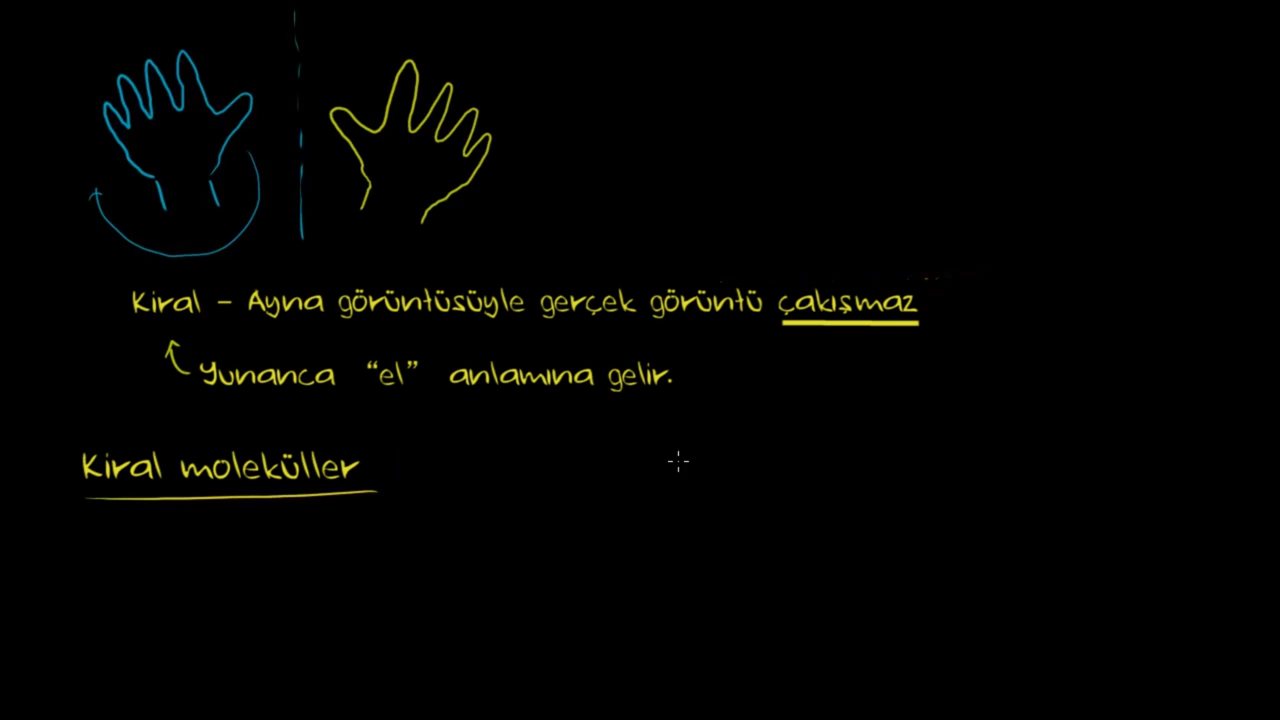 Kiral - Ayna görüntüsüyle gerçek görüntü çakışmaz
Yunanca “el” anlamına gelir.
Kiral moleküller